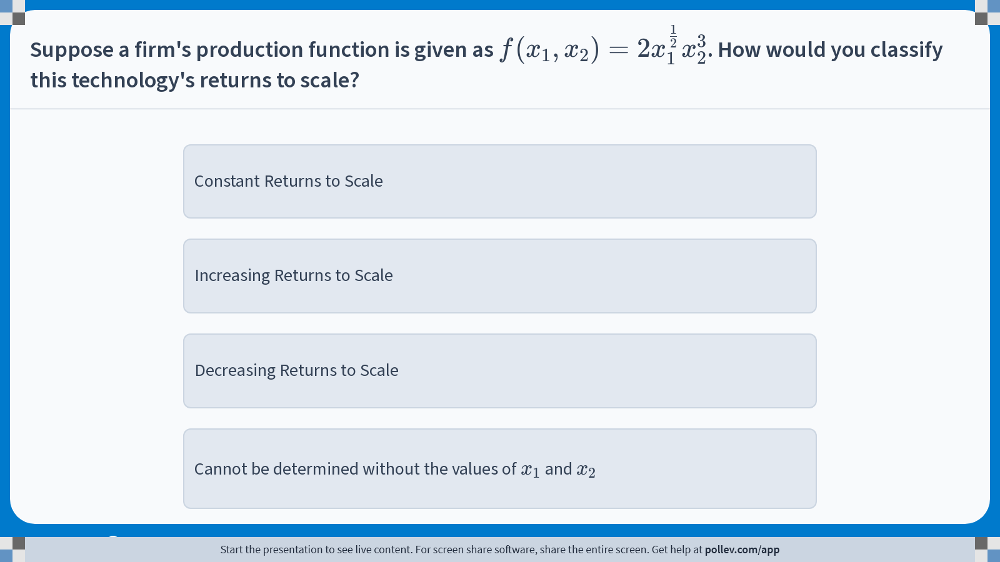 Suppose a firm's production function is given as $f(x_1, x_2) = 2x_1^{\frac{1}{2}} x_2^3$. How would you classify
this technology's returns to scale?
Constant Returns to Scale
Increasing Returns to Scale
Decreasing Returns to Scale
Cannot be determined without the values of $x_1$ and $x_2$
Start the presentation to see live content. For screen share software, share the entire screen. Get help at pollev.com/app